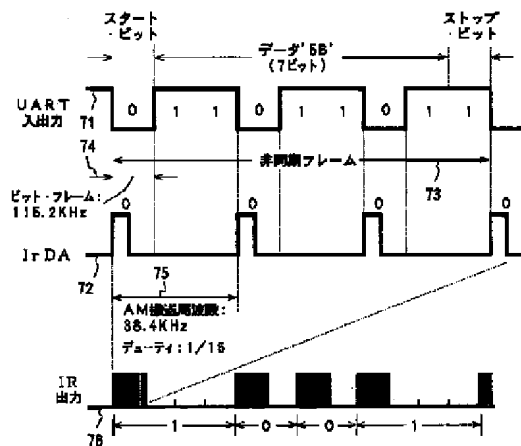 スタート
・ビット
ストップ
・ビット
データ'5B'
(7ビット)
UART
入出力
71
0 1 1 0 1 1 0 1 1
74
非同期フレーム
73
ビット・フレーム:
115.2KHz
0 0 0 0
IrDA
72
75
AM搬送周波数:
38.4KHz
デューティ:1/16
IR
出力
76
1 0 0 1